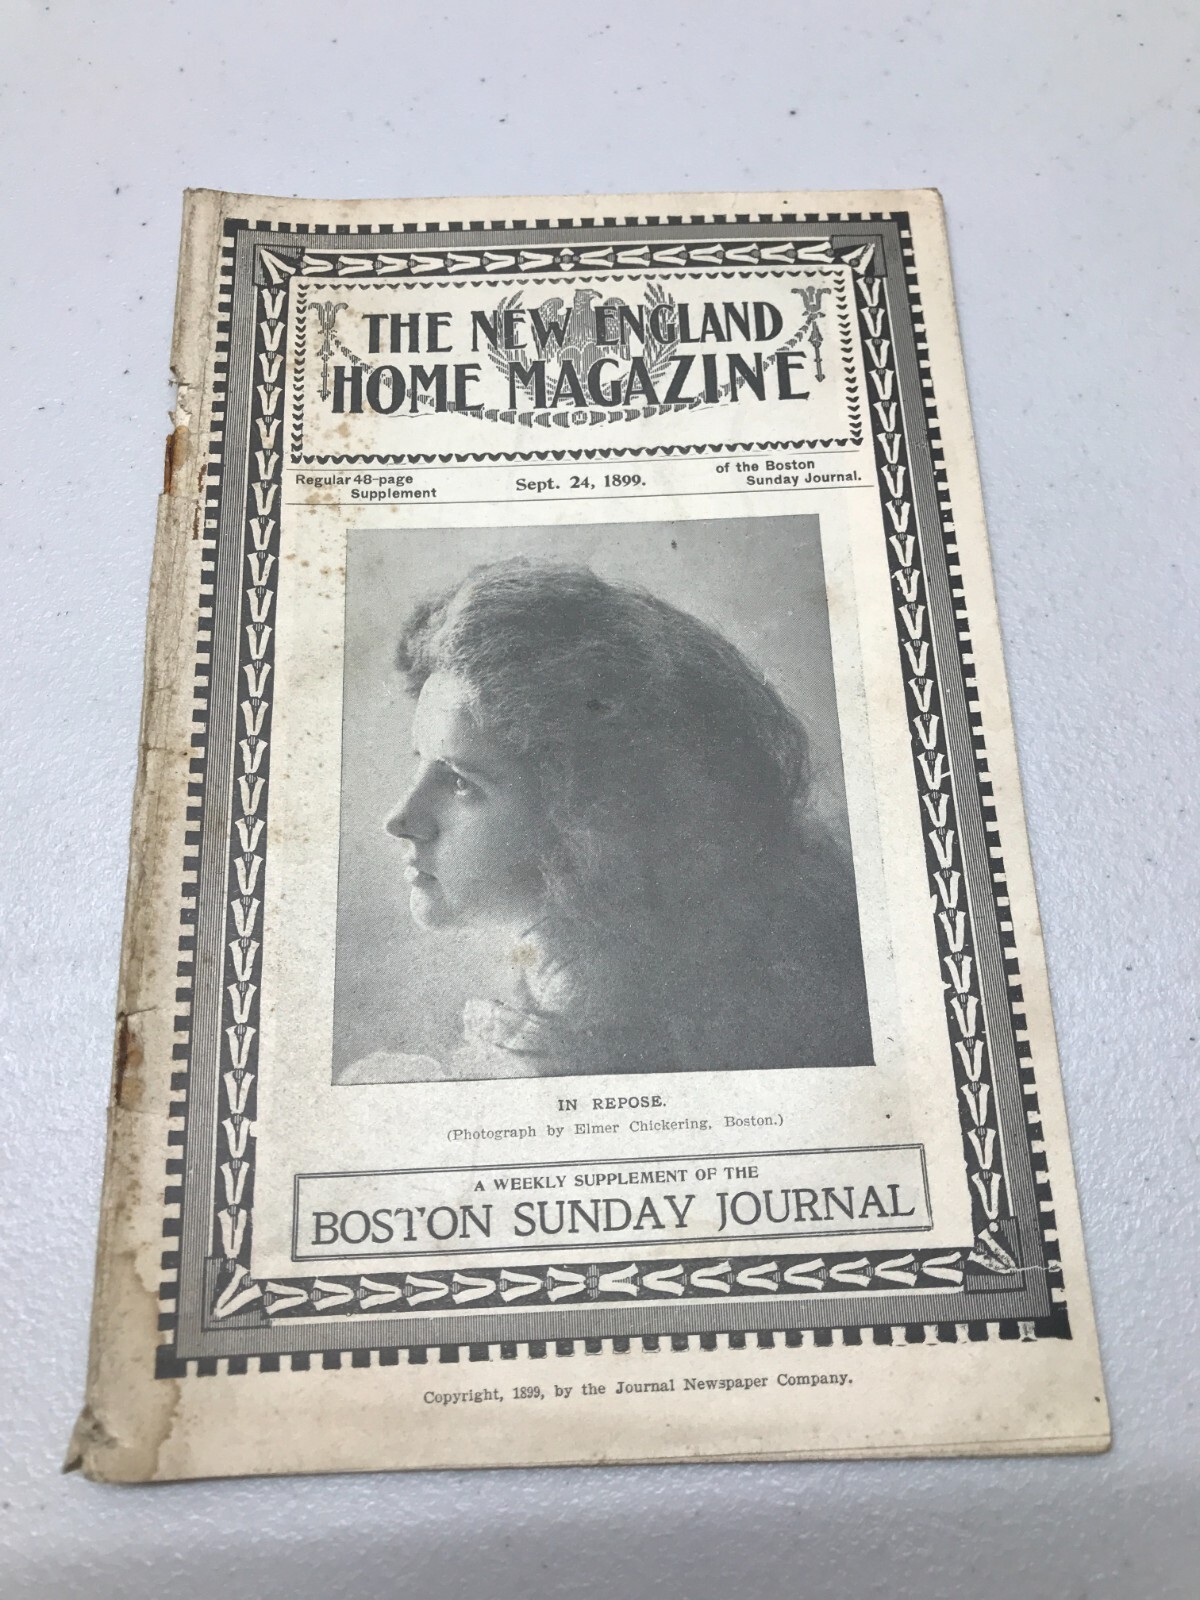 THE NEW ENGLAND
HOME MAGAZINE
Regular 48-page
Supplement
Sept. 24, 1899.
of the Boston
Sunday Journal.
IN REPOSE.
(Photograph by Elmer Chickering, Boston.)
A WEEKLY SUPPLEMENT OF THE
BOSTON SUNDAY JOURNAL
Copyright, 1899, by the Journal Newspaper Company.